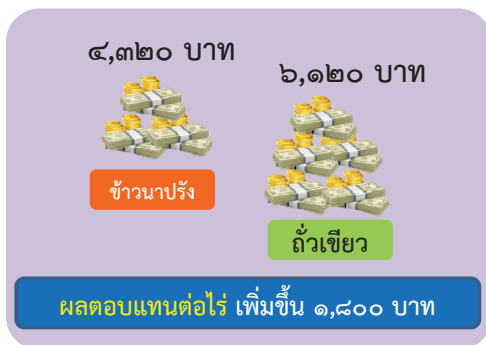 ๔,๓๒๐ บาท
๖,๑๒๐ บาท
ข้าวนาปรัง
ถั่วเขียว
ผลตอบแทนต่อไร่ เพิ่มขึ้น ๑,๘๐๐ บาท